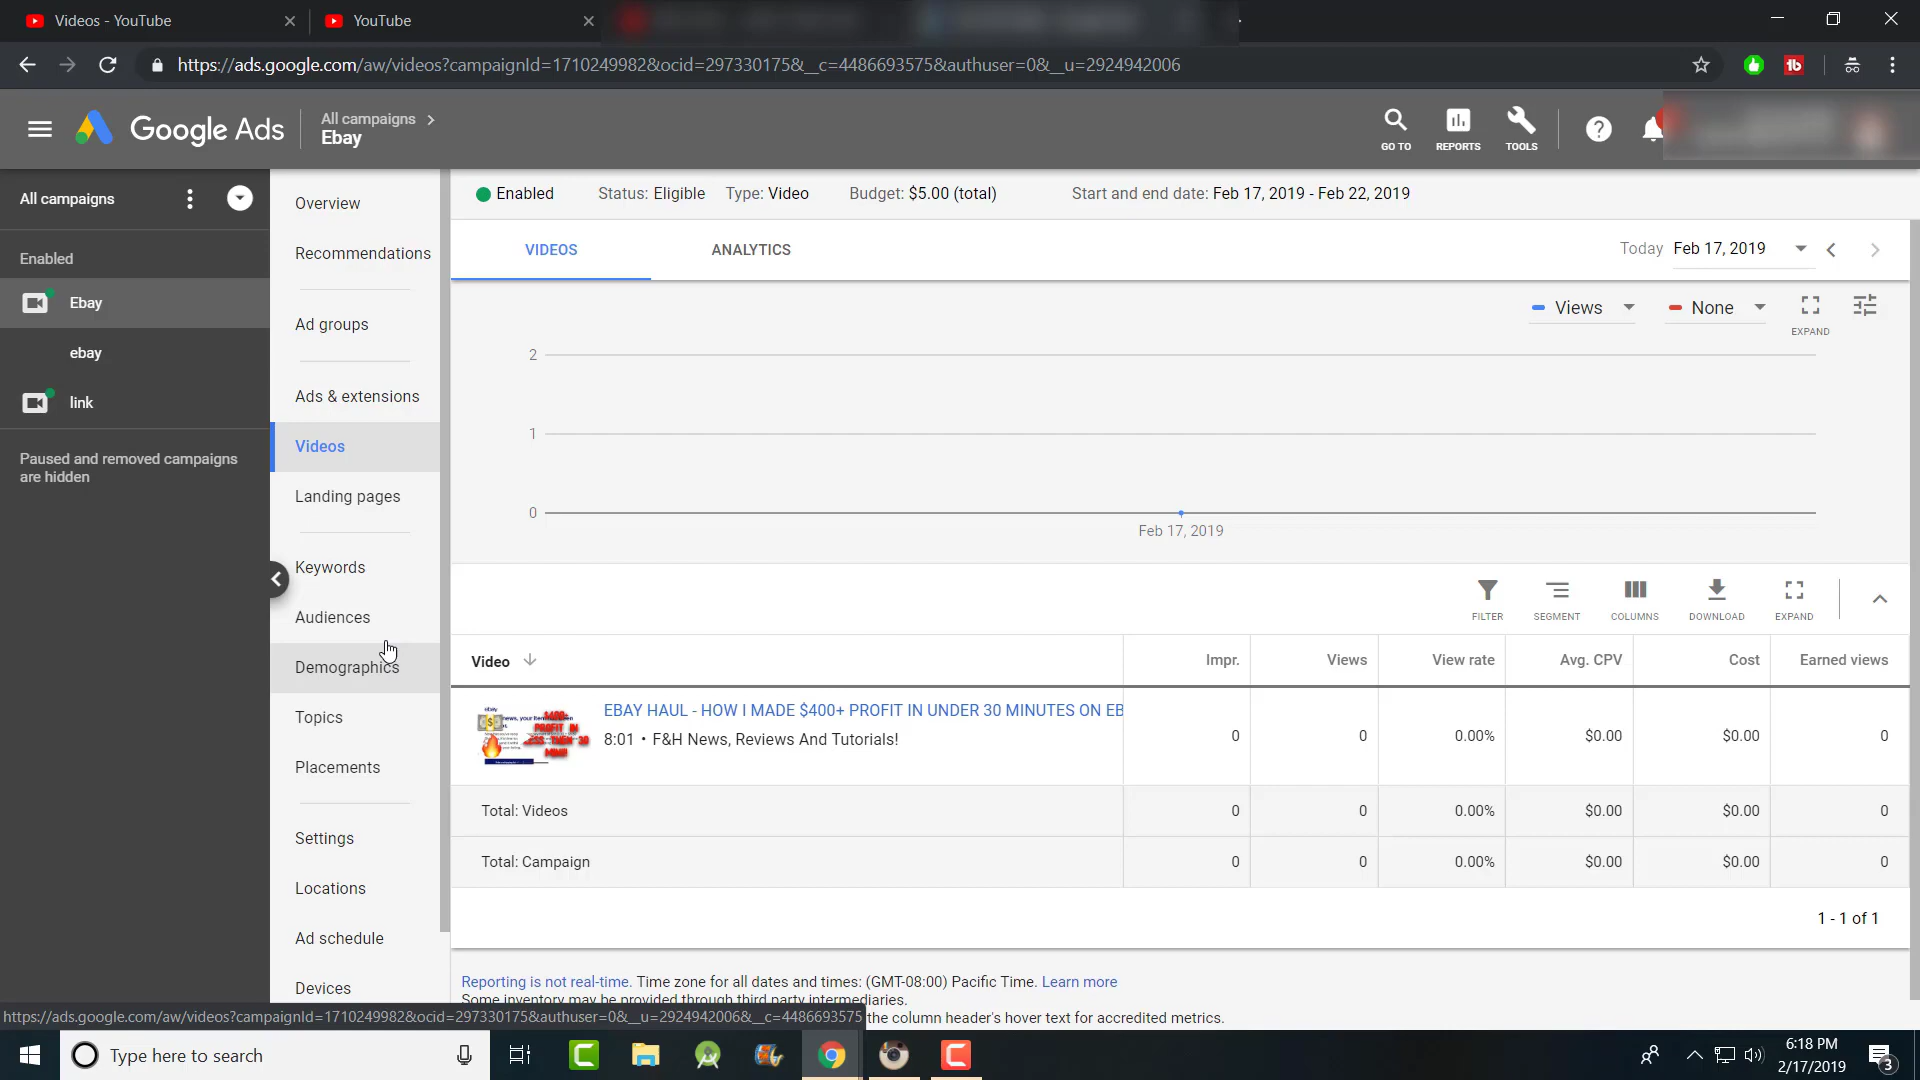 Videos - YouTube
YouTube
https://ads.google.com/aw/videos?campaignId=1710249982&ocid=297330175&__c=4486693575&authuser=0&__u=2924942006
Google Ads
All campaigns
Ebay
GO TO
REPORTS
TOOLS
All campaigns
Enabled
Ebay
ebay
link
Paused and removed campaigns
are hidden
Overview
Recommendations
Ad groups
Ads & extensions
Videos
Landing pages
Keywords
Audiences
Demographics
Topics
Placements
Settings
Locations
Ad schedule
Devices
Enabled Status: Eligible Type: Video Budget: $5.00 (total) Start and end date: Feb 17, 2019 - Feb 22, 2019
VIDEOS
ANALYTICS
Today Feb 17, 2019
Views
None
EXPAND
2
1
0
Feb 17, 2019
FILTER
SEGMENT
COLUMNS
DOWNLOAD
EXPAND
Video Impr. Views View rate Avg. CPV Cost Earned views
EBAY HAUL - HOW I MADE $400+ PROFIT IN UNDER 30 MINUTES ON EB
8:01 • F&H News, Reviews And Tutorials!
0 0 0.00% $0.00 $0.00 0
Total: Videos 0 0 0.00% $0.00 $0.00 0
Total: Campaign 0 0 0.00% $0.00 $0.00 0
1 - 1 of 1
Reporting is not real-time. Time zone for all dates and times: (GMT-08:00) Pacific Time. Learn more
Some inventory may be provided through third party intermediaries.
the column header's hover text for accredited metrics.
https://ads.google.com/aw/videos?campaignId=1710249982&ocid=297330175&authuser=0&__u=2924942006&__c=4486693575
Type here to search
6:18 PM
2/17/2019
3